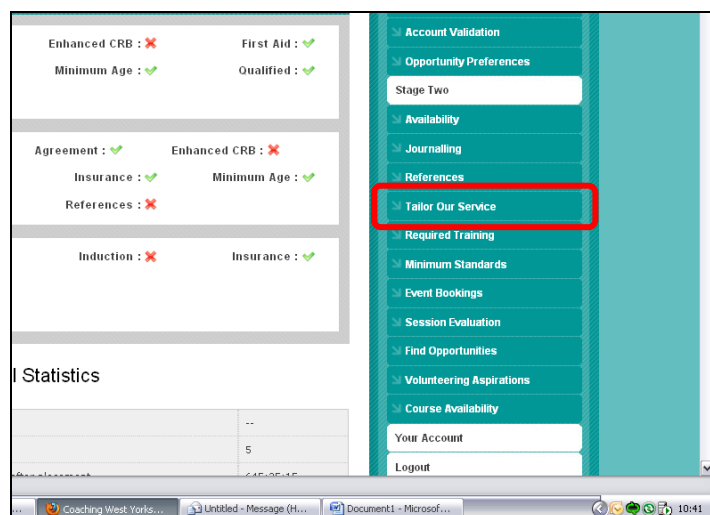 Enhanced CRB : First Aid :
Minimum Age : Qualified :
Agreement : Enhanced CRB :
Insurance : Minimum Age :
References :
Induction : Insurance :
l Statistics
--
5
Account Validation
Opportunity Preferences
Stage Two
Availability
Journalling
References
Tailor Our Service
Required Training
Minimum Standards
Event Bookings
Session Evaluation
Find Opportunities
Volunteering Aspirations
Course Availability
Your Account
Logout
... Coaching West Yorks... Untitled - Message (H... Document1 - Microsof... 10:41